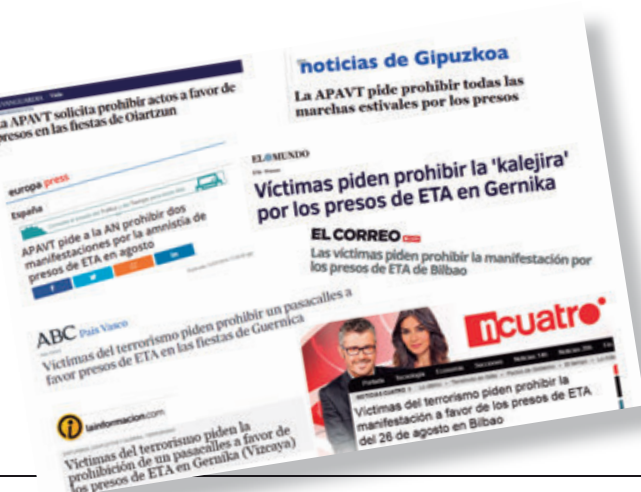 La APAVT solicita prohibir actos a favor de
presos en las fiestas de Oiartzun
noticias de Gipuzkoa
La APAVT pide prohibir todas las
marchas estivales por los presos
europa press
España
APAVT pide a la AN prohibir dos
manifestaciones por la amnistía de
presos de ETA en agosto
EL MUNDO
Víctimas piden prohibir la 'kalejira'
por los presos de ETA en Gernika
EL CORREO
Las víctimas piden prohibir la manifestación por
los presos de ETA de Bilbao
ABC País Vasco
Víctimas del terrorismo piden prohibir un pasacalles a
favor presos de ETA en las fiestas de Guernica
ncuatro
Portada Tecnología Economía Secciones
NOTICIAS CUATRO
Víctimas del terrorismo piden prohibir la
manifestación a favor de los presos de ETA
del 26 de agosto en Bilbao
lainformacion.com
Víctimas del terrorismo piden la
prohibición de un pasacalles a favor de
los presos de ETA en Gernika (Vizcaya)